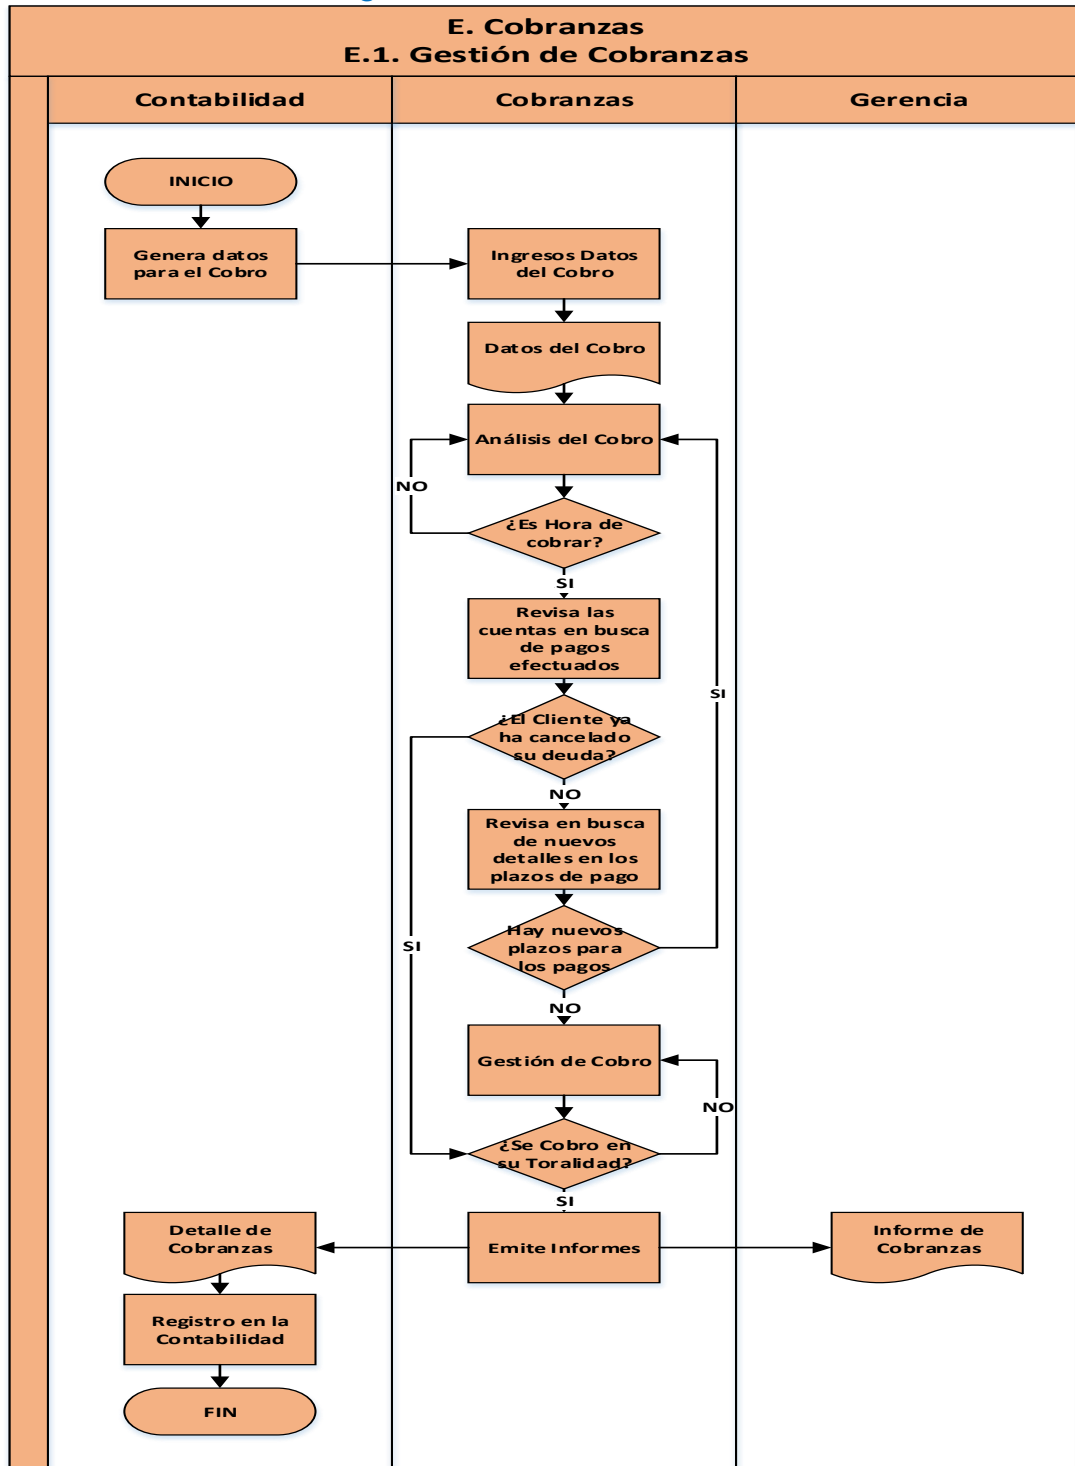 E. Cobranzas
E.1. Gestión de Cobranzas
Contabilidad
Cobranzas
Gerencia
INICIO
Genera datos
para el Cobro
Ingresos Datos
del Cobro
Datos del Cobro
Análisis del Cobro
NO
¿Es Hora de
cobrar?
SI
Revisa las
cuentas en busca
de pagos
efectuados
SI
¿El Cliente ya
ha cancelado
su deuda?
NO
Revisa en busca
de nuevos
detalles en los
plazos de pago
SI
Hay nuevos
plazos para
los pagos
NO
Gestión de Cobro
NO
¿Se Cobro en
su Toralidad?
SI
Detalle de
Cobranzas
Emite Informes
Informe de
Cobranzas
Registro en la
Contabilidad
FIN